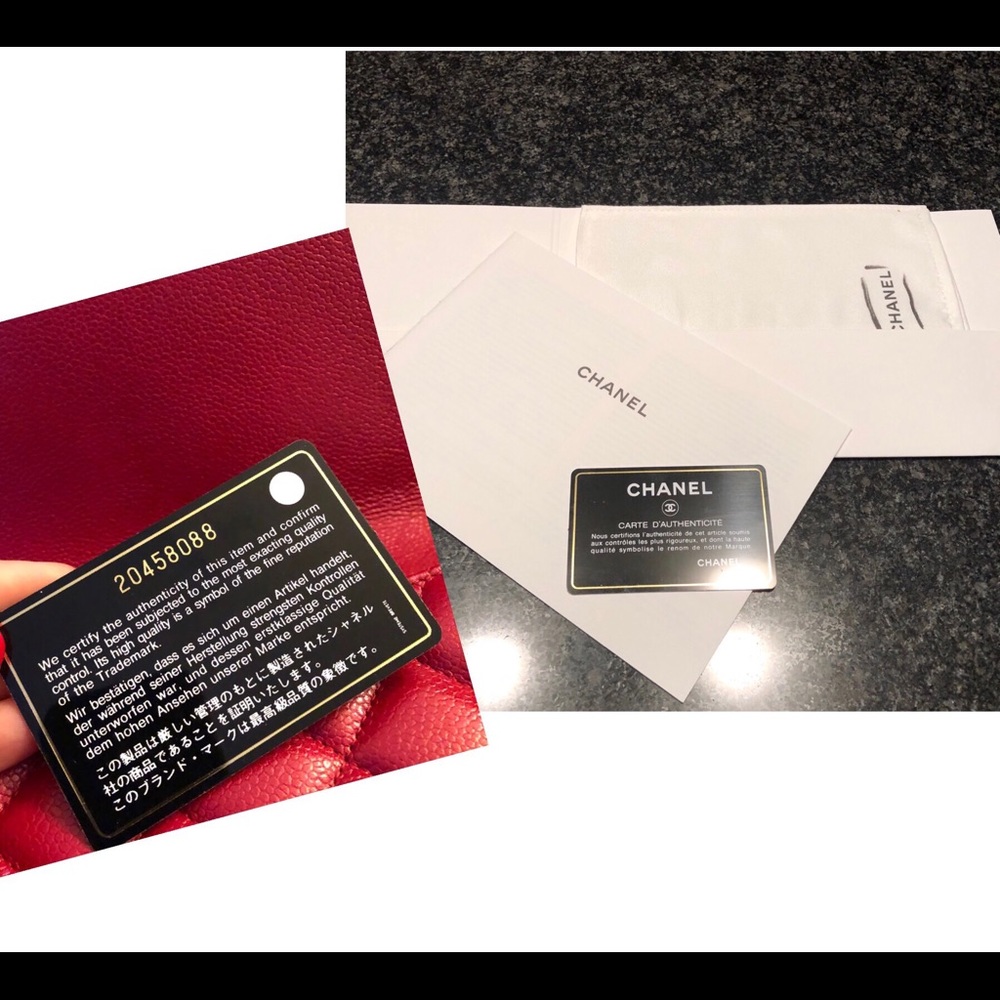 20458088
We certify the authenticity of this item and confirm
that it has been subjected to the most exacting quality
control. Its high quality is a symbol of the fine reputation
of the Trademark.
Wir bestätigen, dass es sich um einen Artikel handelt,
der während seiner Herstellung strengsten Kontrollen
unterworfen war, und dessen erstklassige Qualität
dem hohen Ansehen unserer Marke entspricht.
この製品は厳しい管理のもとに製造されたシャネル
社の商品であることを証明いたします。
このブランド・マークは最高級品質の象徴です。
CHANEL
CHANEL
CHANEL
CARTE D'AUTHENTICITÉ
Nous certifions l'authenticité de cet article soumis
aux contrôles les plus rigoureux, et dont la haute
qualité symbolise le renom de notre Marque
CHANEL